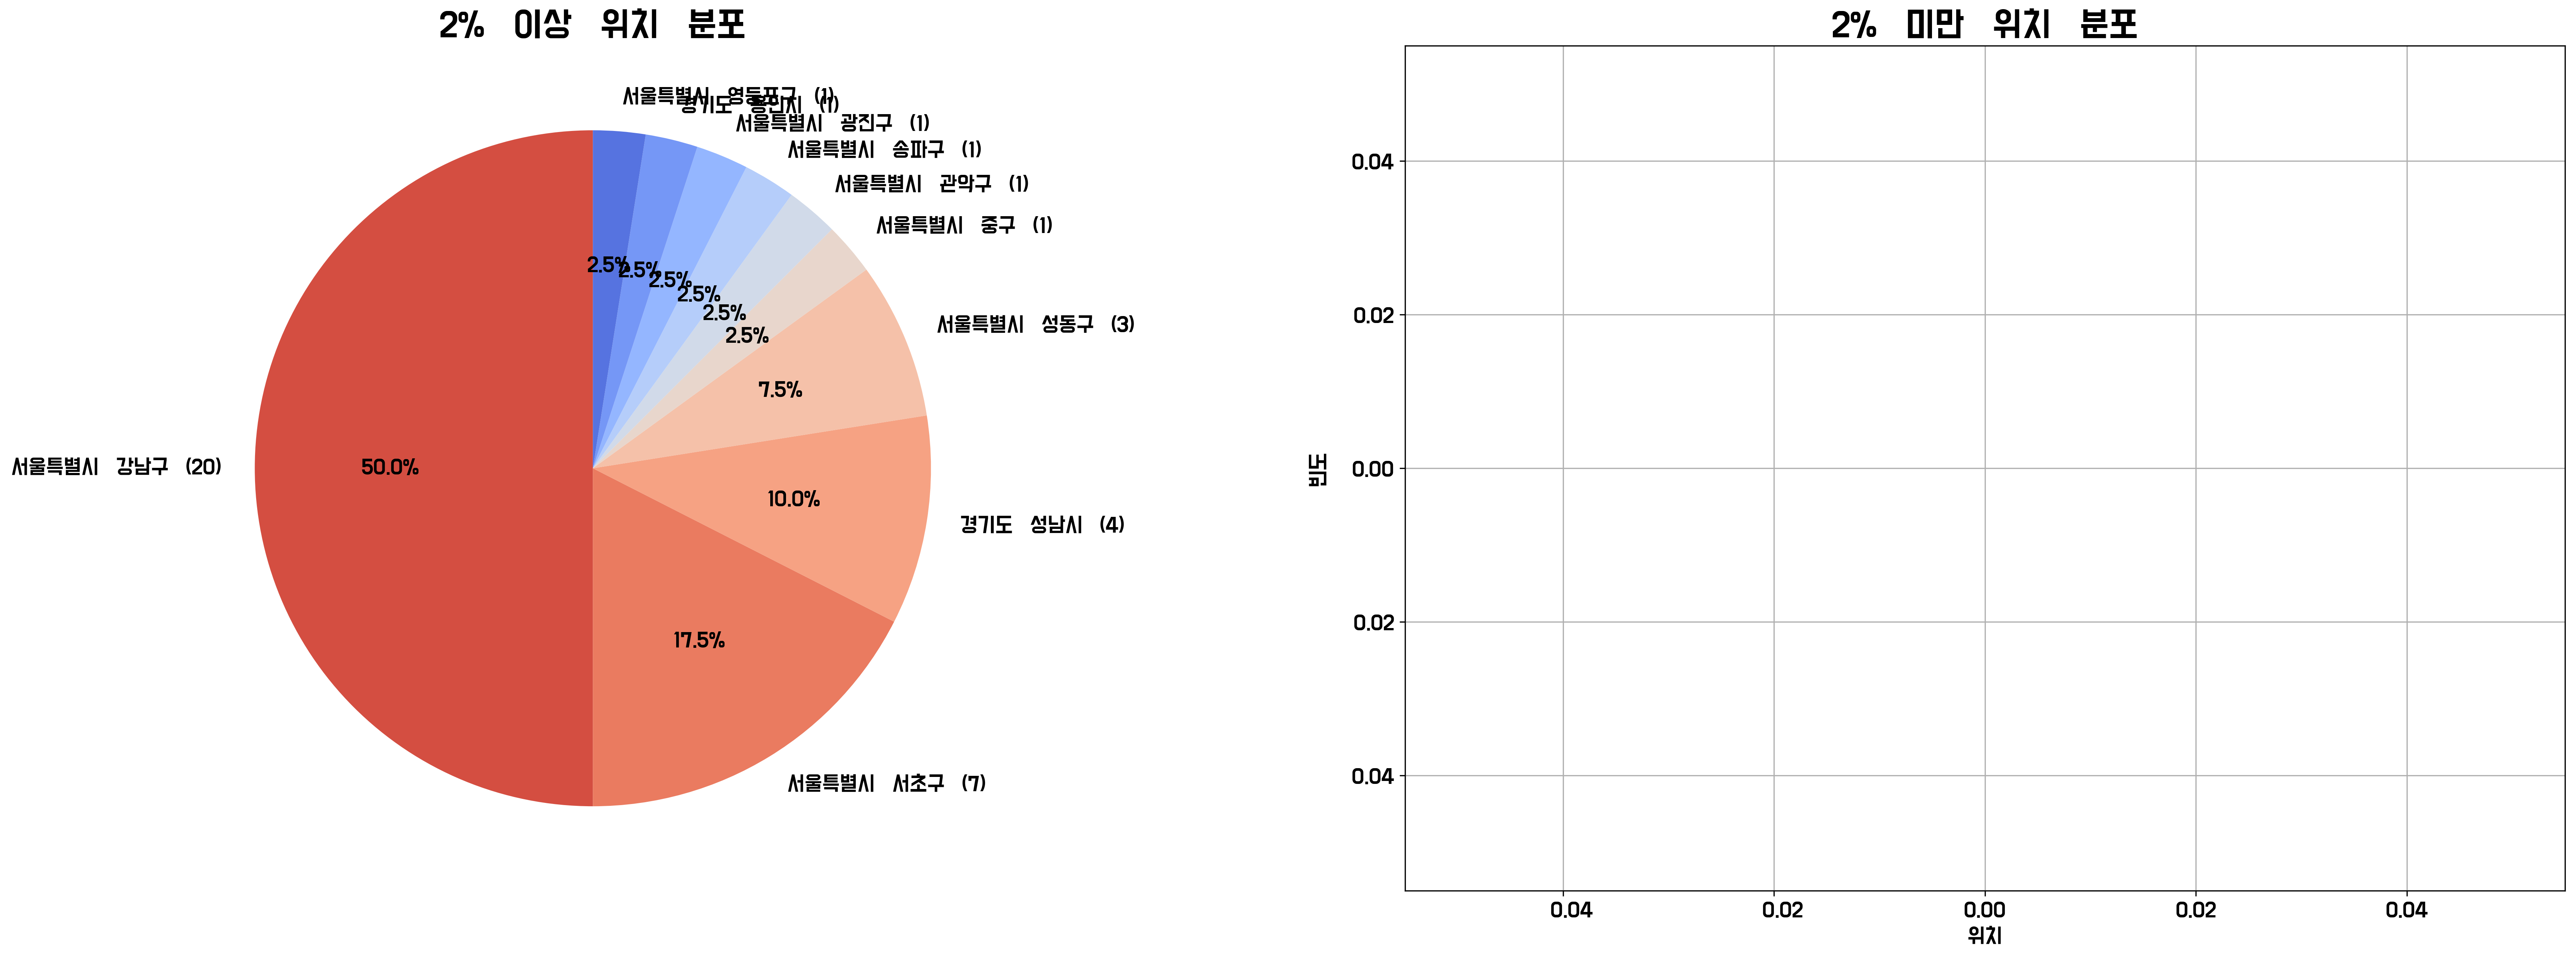 2% 이상 위치 분포
서울특별시 영등포구 (1)
경기도 용인시 (1)
서울특별시 광진구 (1)
서울특별시 송파구 (1)
서울특별시 관악구 (1)
서울특별시 중구 (1)
서울특별시 성동구 (3)
경기도 성남시 (4)
서울특별시 서초구 (7)
서울특별시 강남구 (20)
2.5%
2.5%
2.5%
2.5%
2.5%
2.5%
7.5%
10.0%
17.5%
50.0%
2% 미만 위치 분포
빈도
0.04
0.02
0.00
0.02
0.04
0.04
0.02
0.00
0.02
0.04
위치